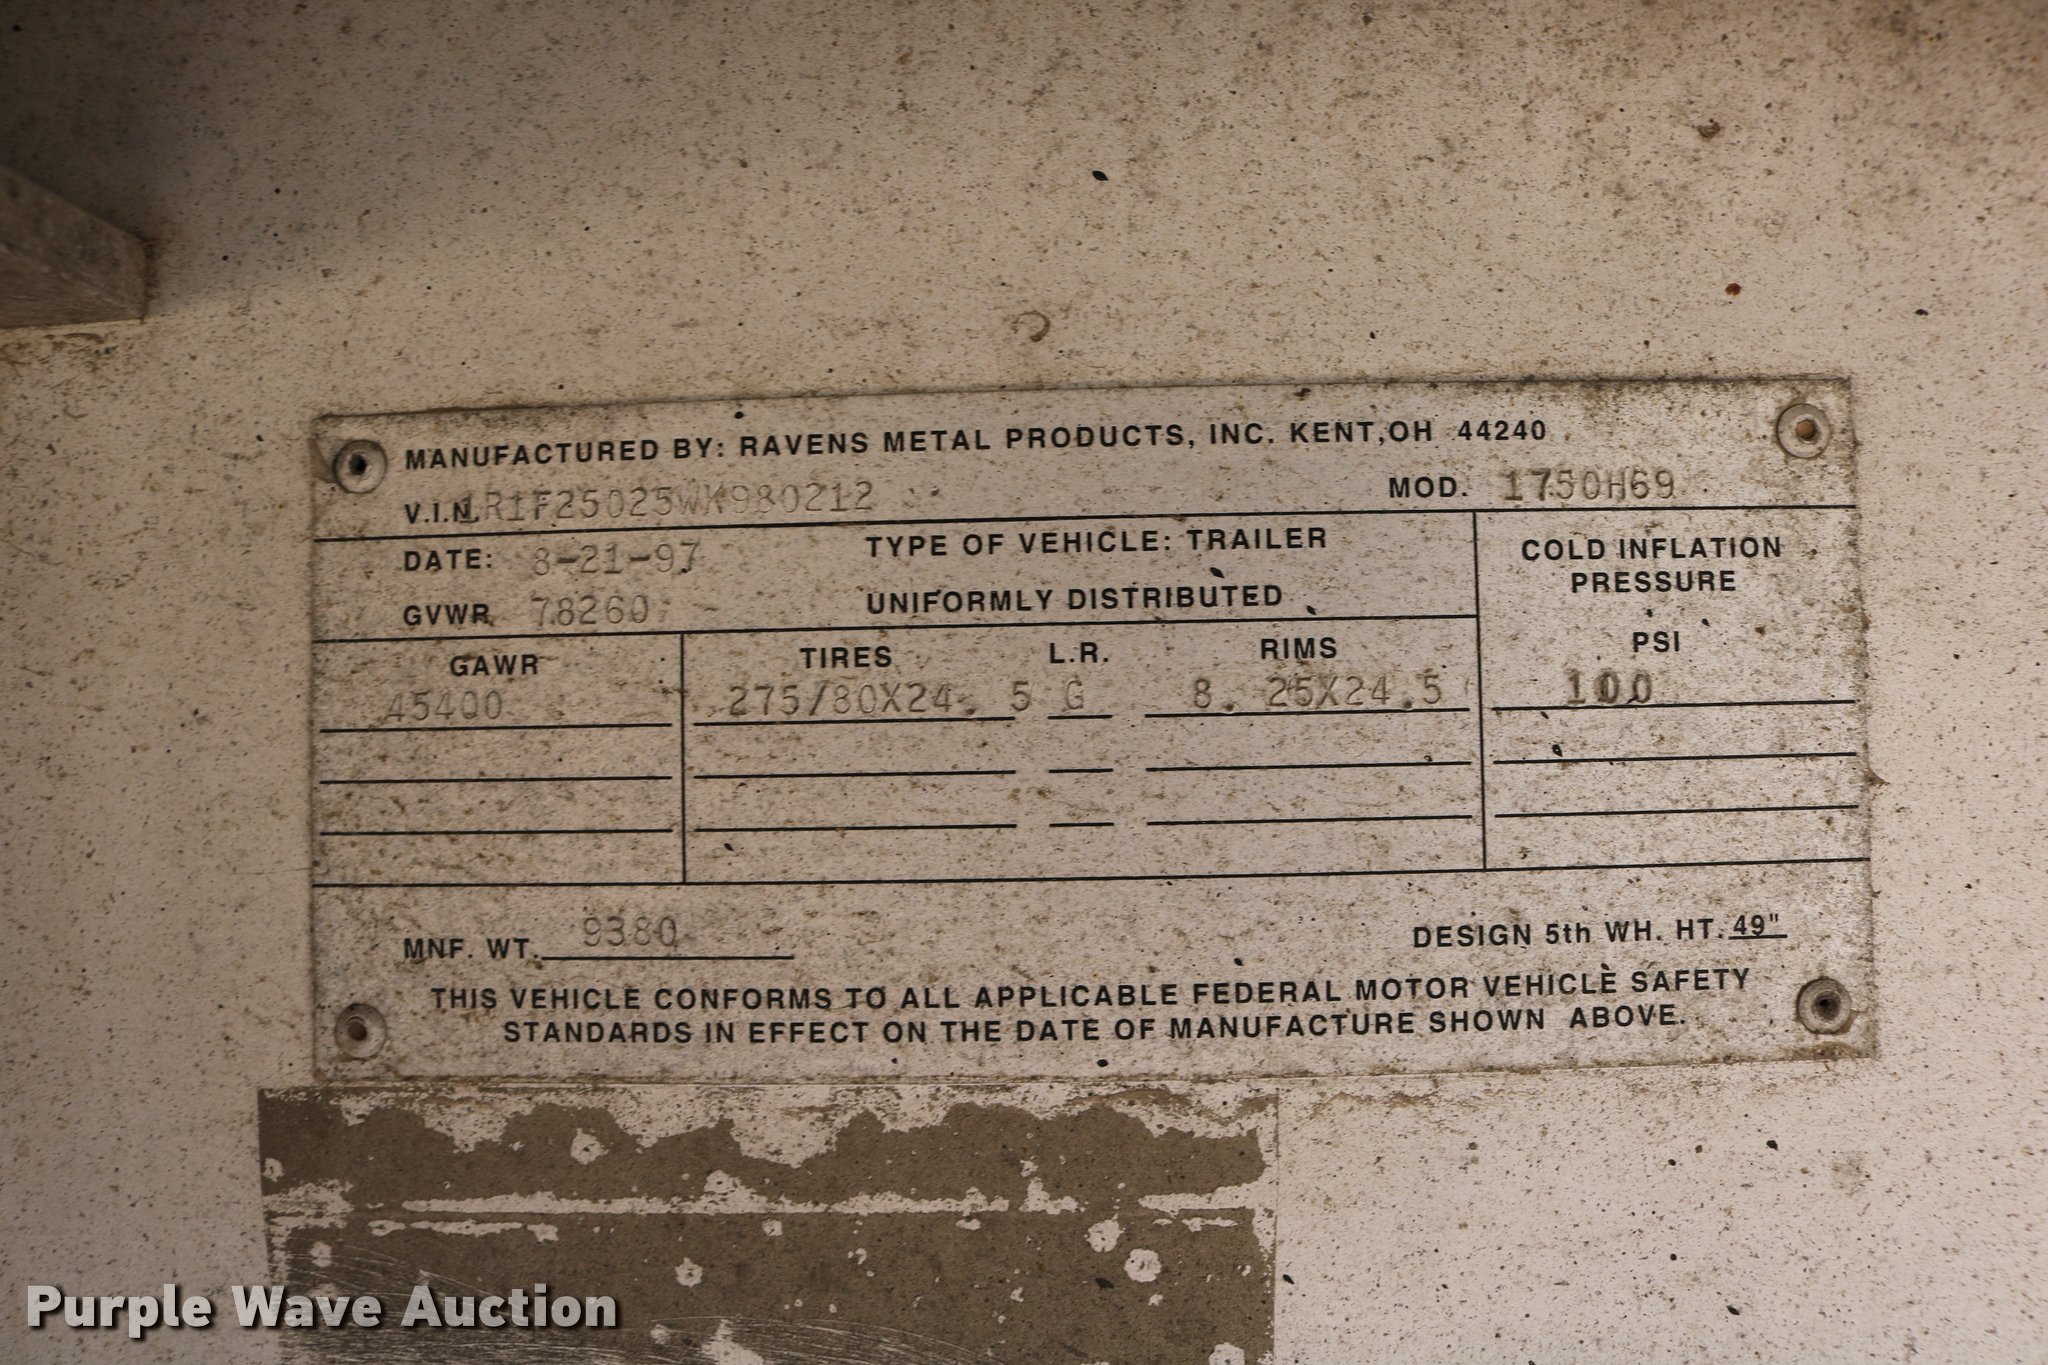 MANUFACTURED BY: RAVENS METAL PRODUCTS, INC. KENT,OH 44240
V.I.N. 1R1F25025WK980212 MOD. 1750H69
DATE: 8-21-97 TYPE OF VEHICLE: TRAILER
GVWR 78260 UNIFORMLY DISTRIBUTED
COLD INFLATION
PRESSURE
GAWR TIRES L.R. RIMS PSI
45400 275/80X24.5 G 8.25X24.5 100
MNF. WT. 9380 DESIGN 5th WH. HT. 49"
THIS VEHICLE CONFORMS TO ALL APPLICABLE FEDERAL MOTOR VEHICLE SAFETY
STANDARDS IN EFFECT ON THE DATE OF MANUFACTURE SHOWN ABOVE.
Purple Wave Auction